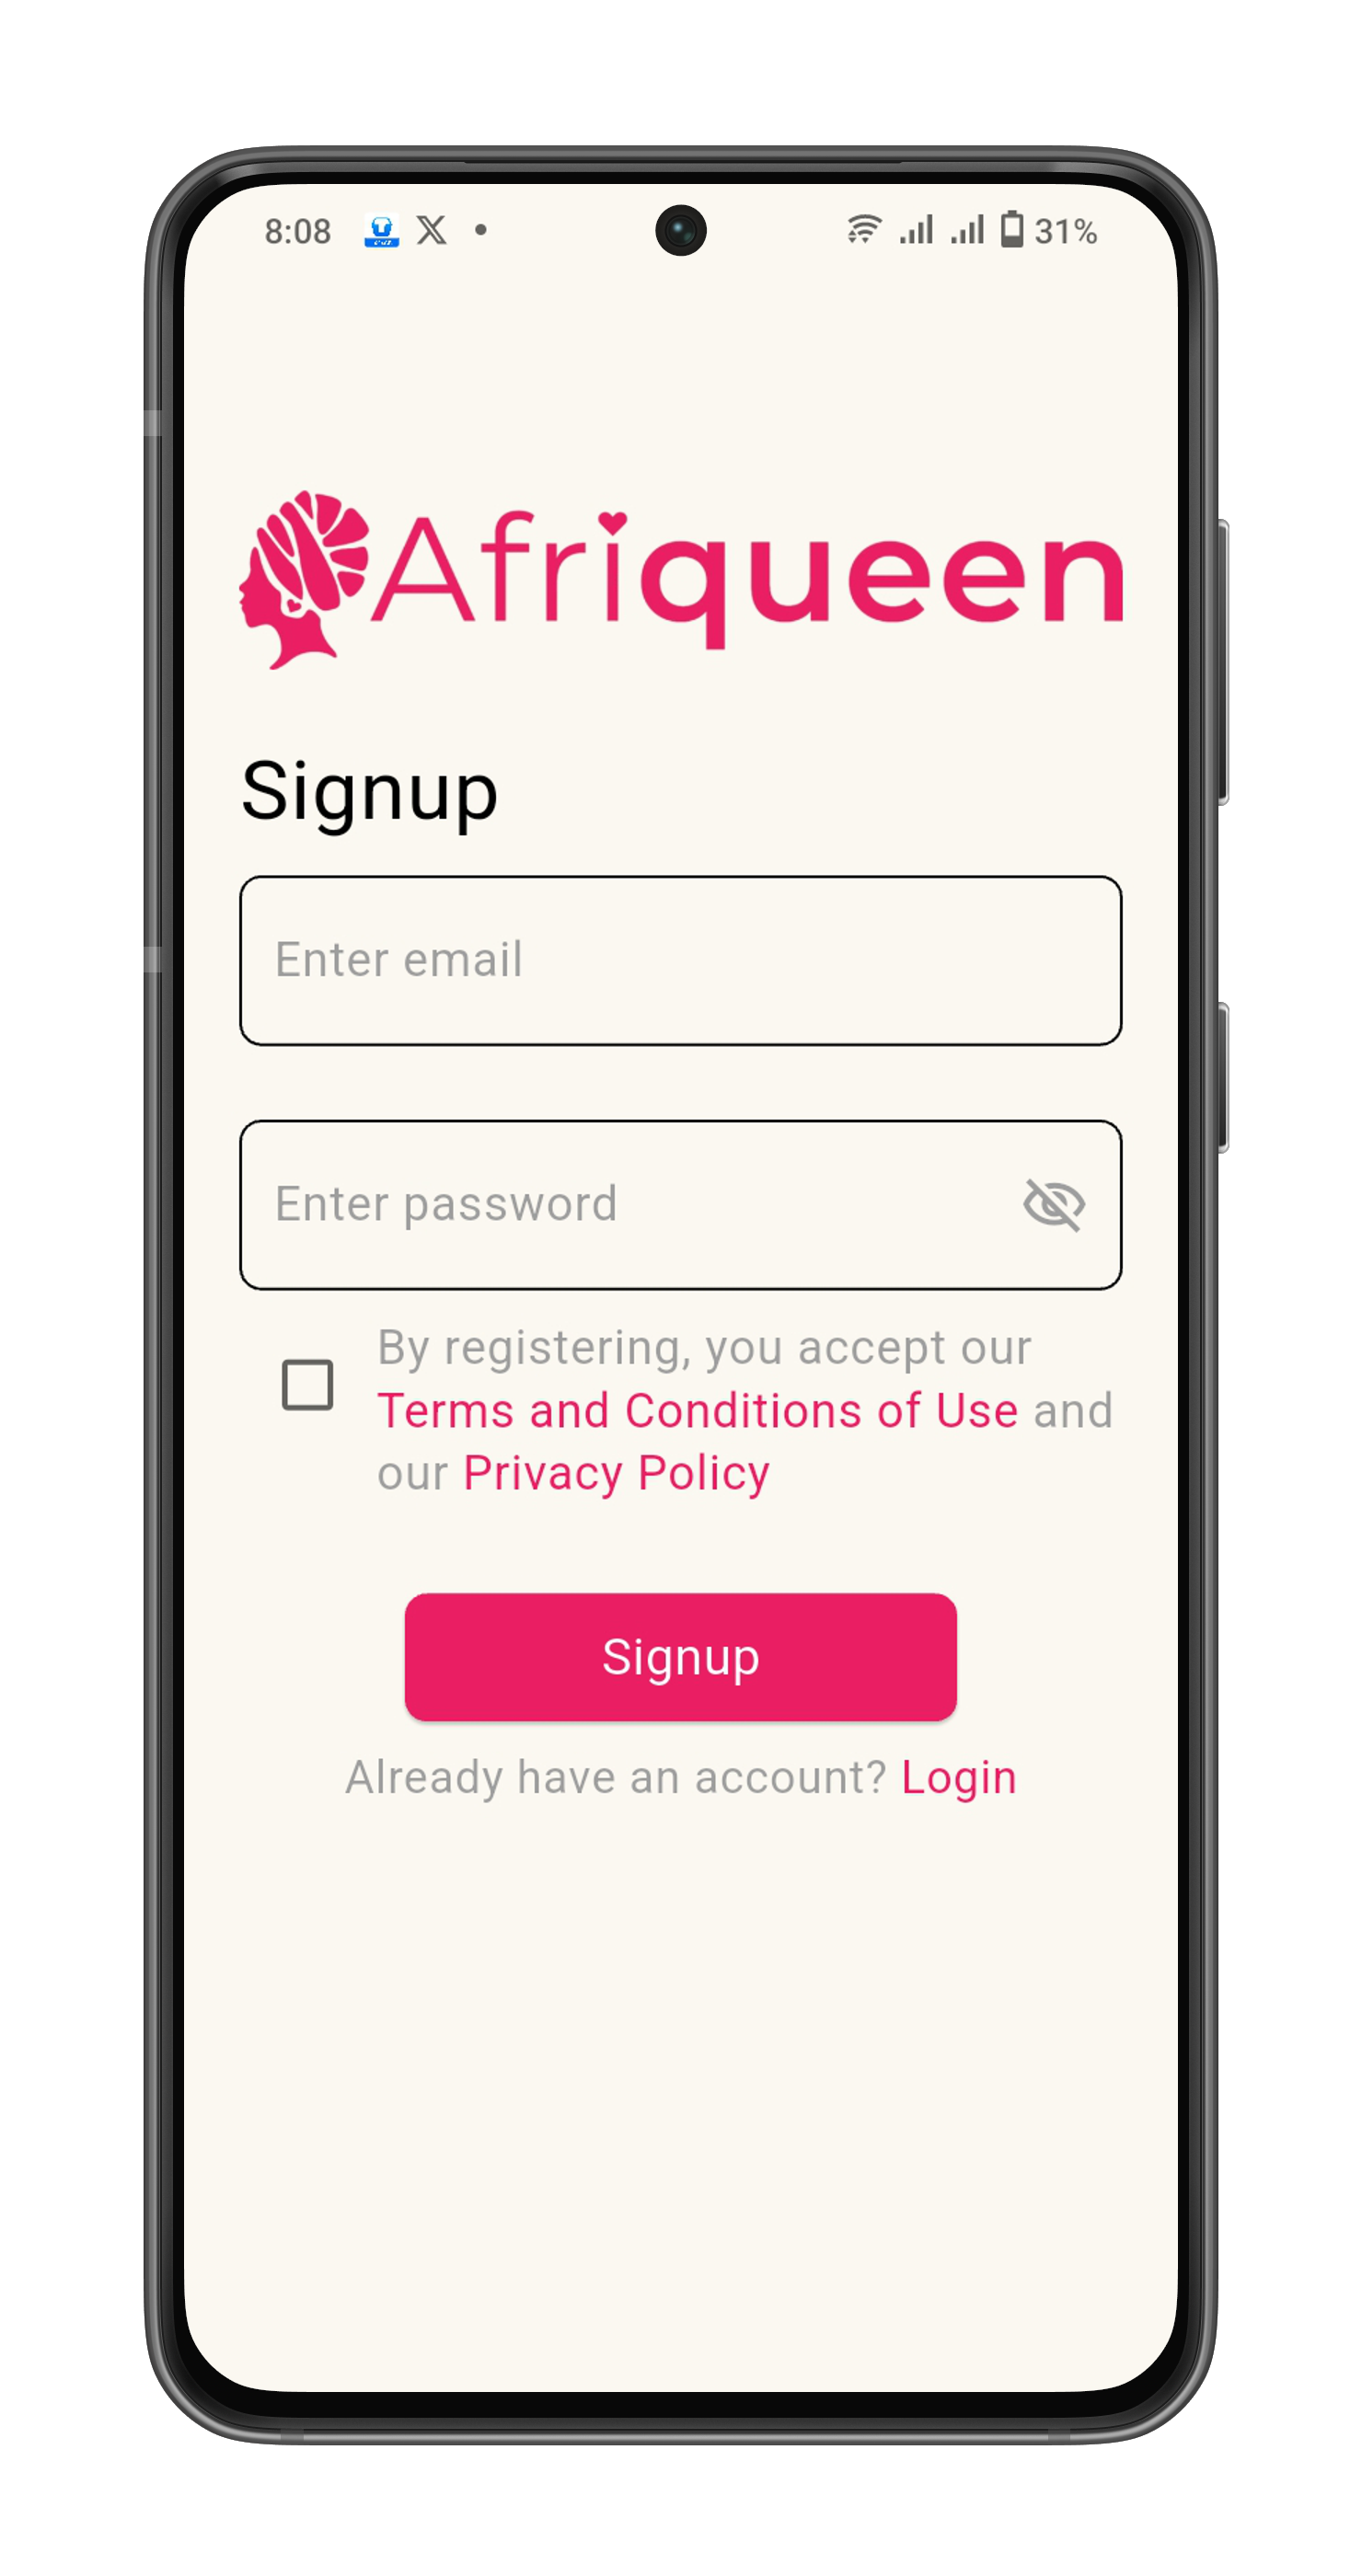 8:08 31%
Afriqueen
Signup
Enter email
Enter password
By registering, you accept our
Terms and Conditions of Use and
our Privacy Policy
Signup
Already have an account? Login